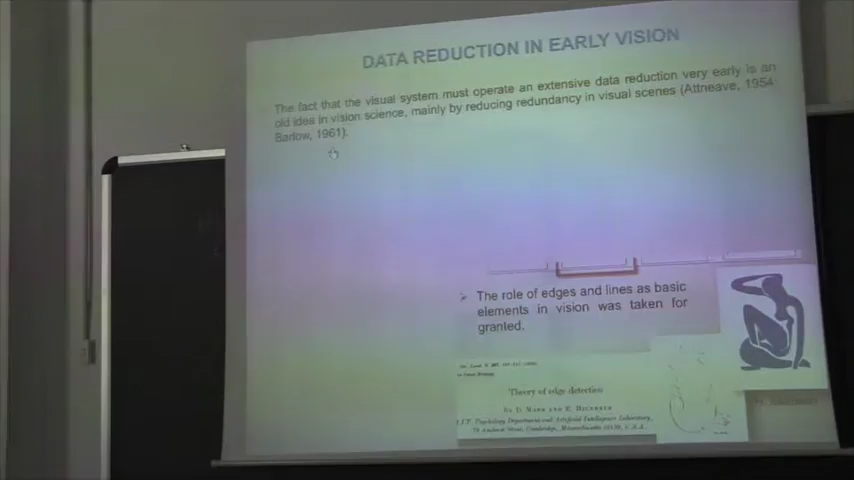 DATA REDUCTION IN EARLY VISION
The fact that the visual system must operate an extensive data reduction very early is an
old idea in vision science, mainly by reducing redundancy in visual scenes (Attneave, 1954;
Barlow, 1961).
➢ The role of edges and lines as basic
elements in vision was taken for
granted.
Theory of edge detection
By D. Marr and E. Hildreth
Psychology Department and Artificial Intelligence Laboratory,
79 Amherst Street, Cambridge, Massachusetts 02139, U.S.A.